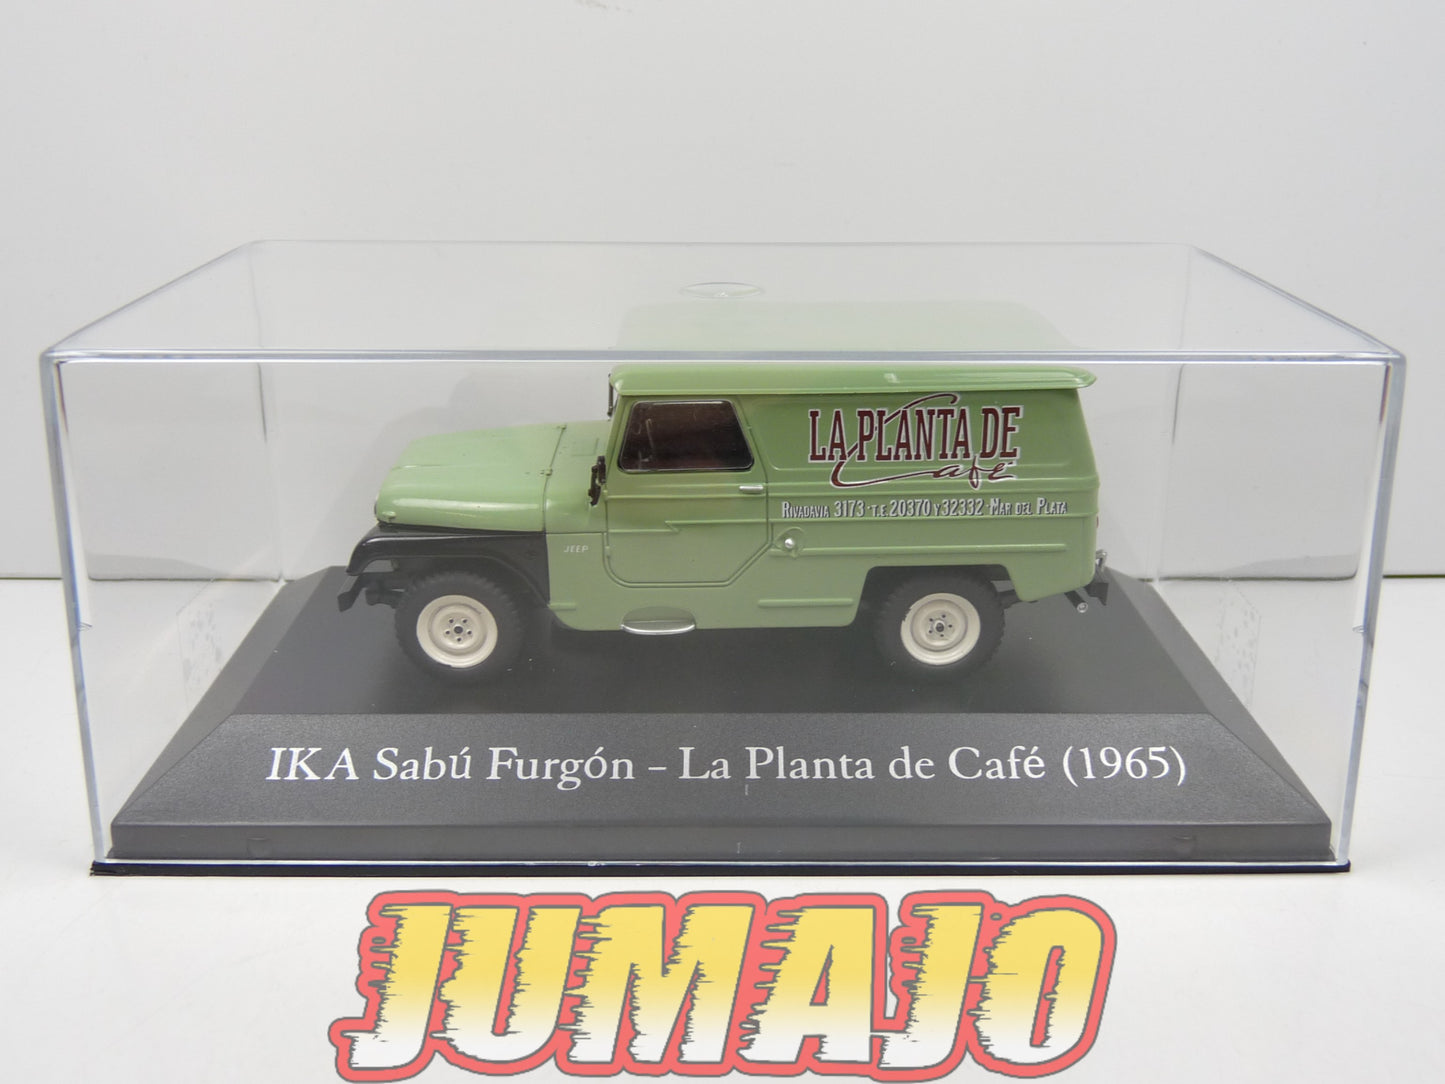 LA PLANTA DE
Café
RIVADAVIA 3173 - T.E. 20370 Y 32332 - MAR DEL PLATA
JEEP
IKA Sabú Furgón – La Planta de Café (1965)
JUMAJO